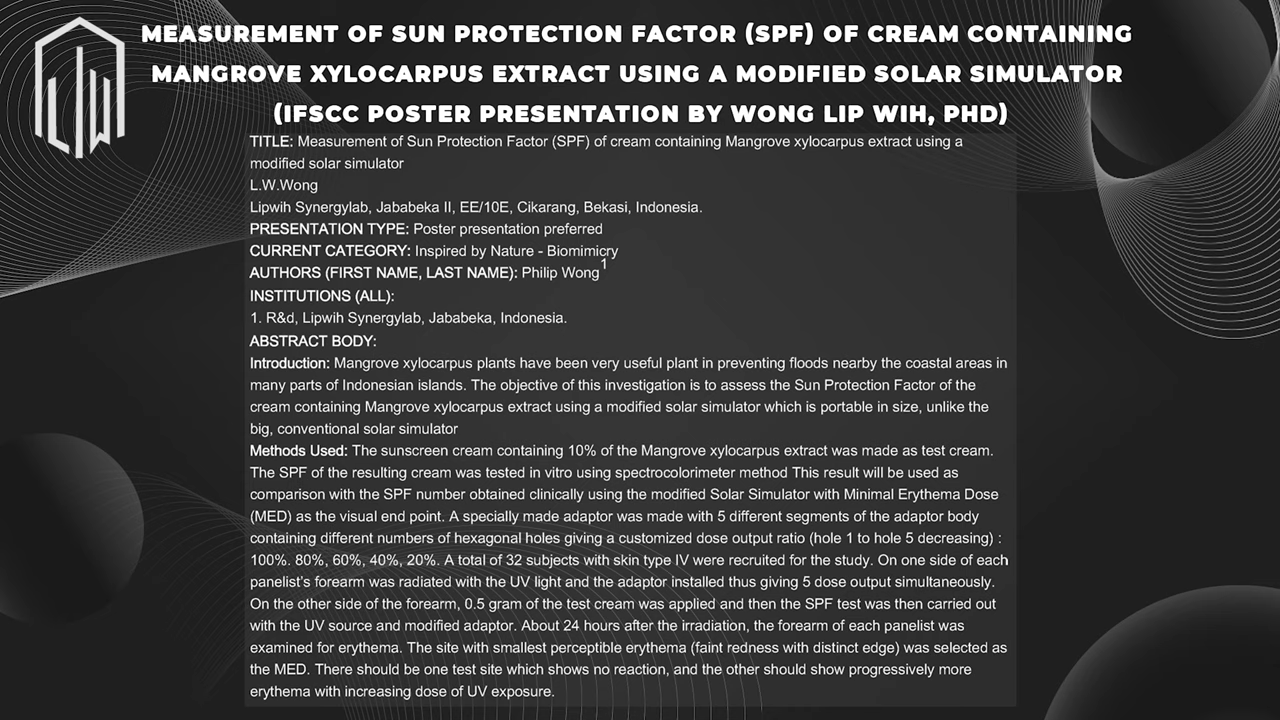 MEASUREMENT OF SUN PROTECTION FACTOR (SPF) OF CREAM CONTAINING
MANGROVE XYLOCARPUS EXTRACT USING A MODIFIED SOLAR SIMULATOR
(IFSCC POSTER PRESENTATION BY WONG LIP WIH, PHD)
LIW
TITLE: Measurement of Sun Protection Factor (SPF) of cream containing Mangrove xylocarpus extract using a
modified solar simulator
L.W.Wong
Lipwih Synergylab, Jababeka II, EE/10E, Cikarang, Bekasi, Indonesia.
PRESENTATION TYPE: Poster presentation preferred
CURRENT CATEGORY: Inspired by Nature - Biomimicry
AUTHORS (FIRST NAME, LAST NAME): Philip Wong1
INSTITUTIONS (ALL):
1. R&d, Lipwih Synergylab, Jababeka, Indonesia.
ABSTRACT BODY:
Introduction: Mangrove xylocarpus plants have been very useful plant in preventing floods nearby the coastal areas in
many parts of Indonesian islands. The objective of this investigation is to assess the Sun Protection Factor of the
cream containing Mangrove xylocarpus extract using a modified solar simulator which is portable in size, unlike the
big, conventional solar simulator
Methods Used: The sunscreen cream containing 10% of the Mangrove xylocarpus extract was made as test cream.
The SPF of the resulting cream was tested in vitro using spectrocolorimeter method This result will be used as
comparison with the SPF number obtained clinically using the modified Solar Simulator with Minimal Erythema Dose
(MED) as the visual end point. A specially made adaptor was made with 5 different segments of the adaptor body
containing different numbers of hexagonal holes giving a customized dose output ratio (hole 1 to hole 5 decreasing) :
100%. 80%, 60%, 40%, 20%. A total of 32 subjects with skin type IV were recruited for the study. On one side of each
panelist's forearm was radiated with the UV light and the adaptor installed thus giving 5 dose output simultaneously.
On the other side of the forearm, 0.5 gram of the test cream was applied and then the SPF test was then carried out
with the UV source and modified adaptor. About 24 hours after the irradiation, the forearm of each panelist was
examined for erythema. The site with smallest perceptible erythema (faint redness with distinct edge) was selected as
the MED. There should be one test site which shows no reaction, and the other should show progressively more
erythema with increasing dose of UV exposure.